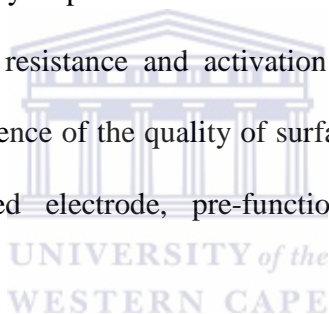 resistance and activation
ence of the quality of surfa
ed electrode, pre-functio
UNIVERSITY of the
WESTERN CAPE